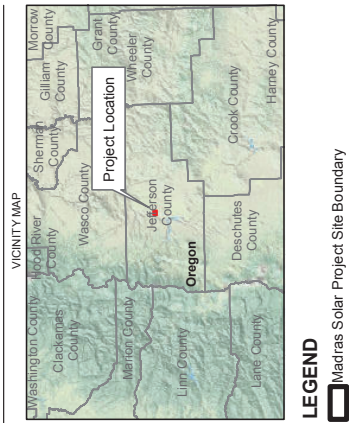 VICINITY MAP
Washington County
Hood River
County
Sherman
County
Gilliam
County
Morrow
County
Clackamas
County
Wasco County
Grant
County
Wheeler
County
Project Location
Marion County
Jefferson
County
Linn County
Oregon
Crook County
Deschutes
County
Lane County
Harney County
LEGEND
Madras Solar Project Site Boundary